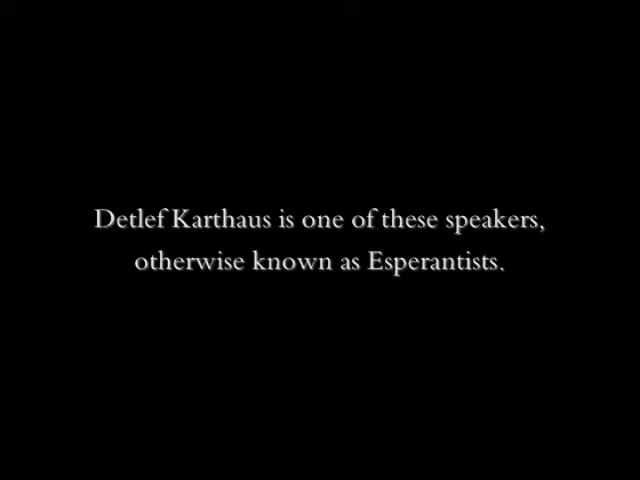 Detlef Karthaus is one of these speakers,
otherwise known as Esperantists.